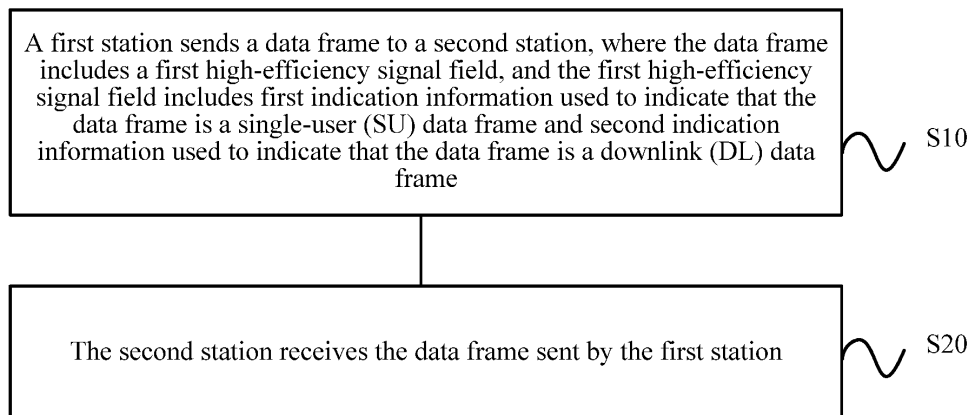 A first station sends a data frame to a second station, where the data frame
includes a first high-efficiency signal field, and the first high-efficiency
signal field includes first indication information used to indicate that the
data frame is a single-user (SU) data frame and second indication
information used to indicate that the data frame is a downlink (DL) data
frame
S10
The second station receives the data frame sent by the first station
S20